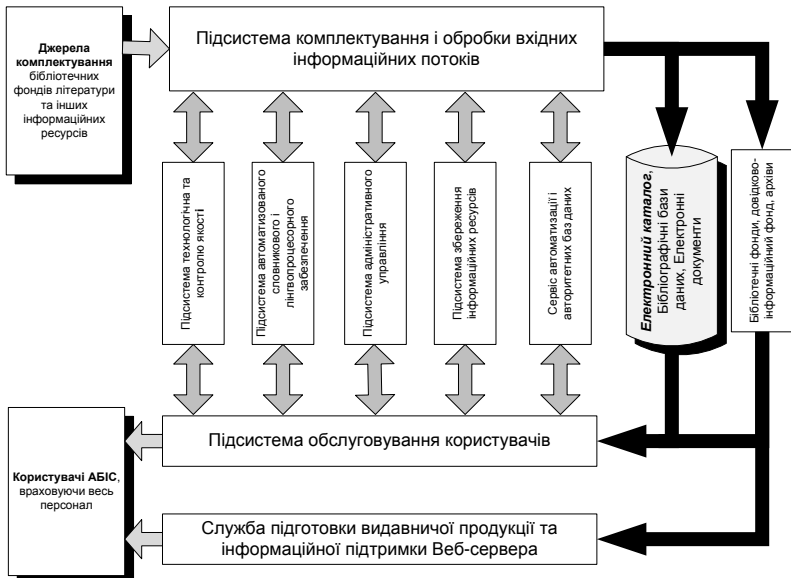 Джерела
комплектування
бібліотечних
фондів літератури
та інших
інформаційних
ресурсів
Підсистема комплектування і обробки вхідних
інформаційних потоків
Підсистема технологічна та
контролю якості
Підсистема автоматизованого
словникового і
лінгвопроцесорного
забезпечення
Підсистема адміністративного
управління
Підсистема збереження
інформаційних ресурсів
Сервіс автоматизації і
авторитетних баз даних
Електронний каталог,
Бібліографічні бази
даних, Електронні
документи
Бібліотечні фонди, довідково-
інформаційний фонд, архіви
Користувачі АБІС,
враховуючи весь
персонал
Підсистема обслуговування користувачів
Служба підготовки видавничої продукції та
інформаційної підтримки Веб-сервера